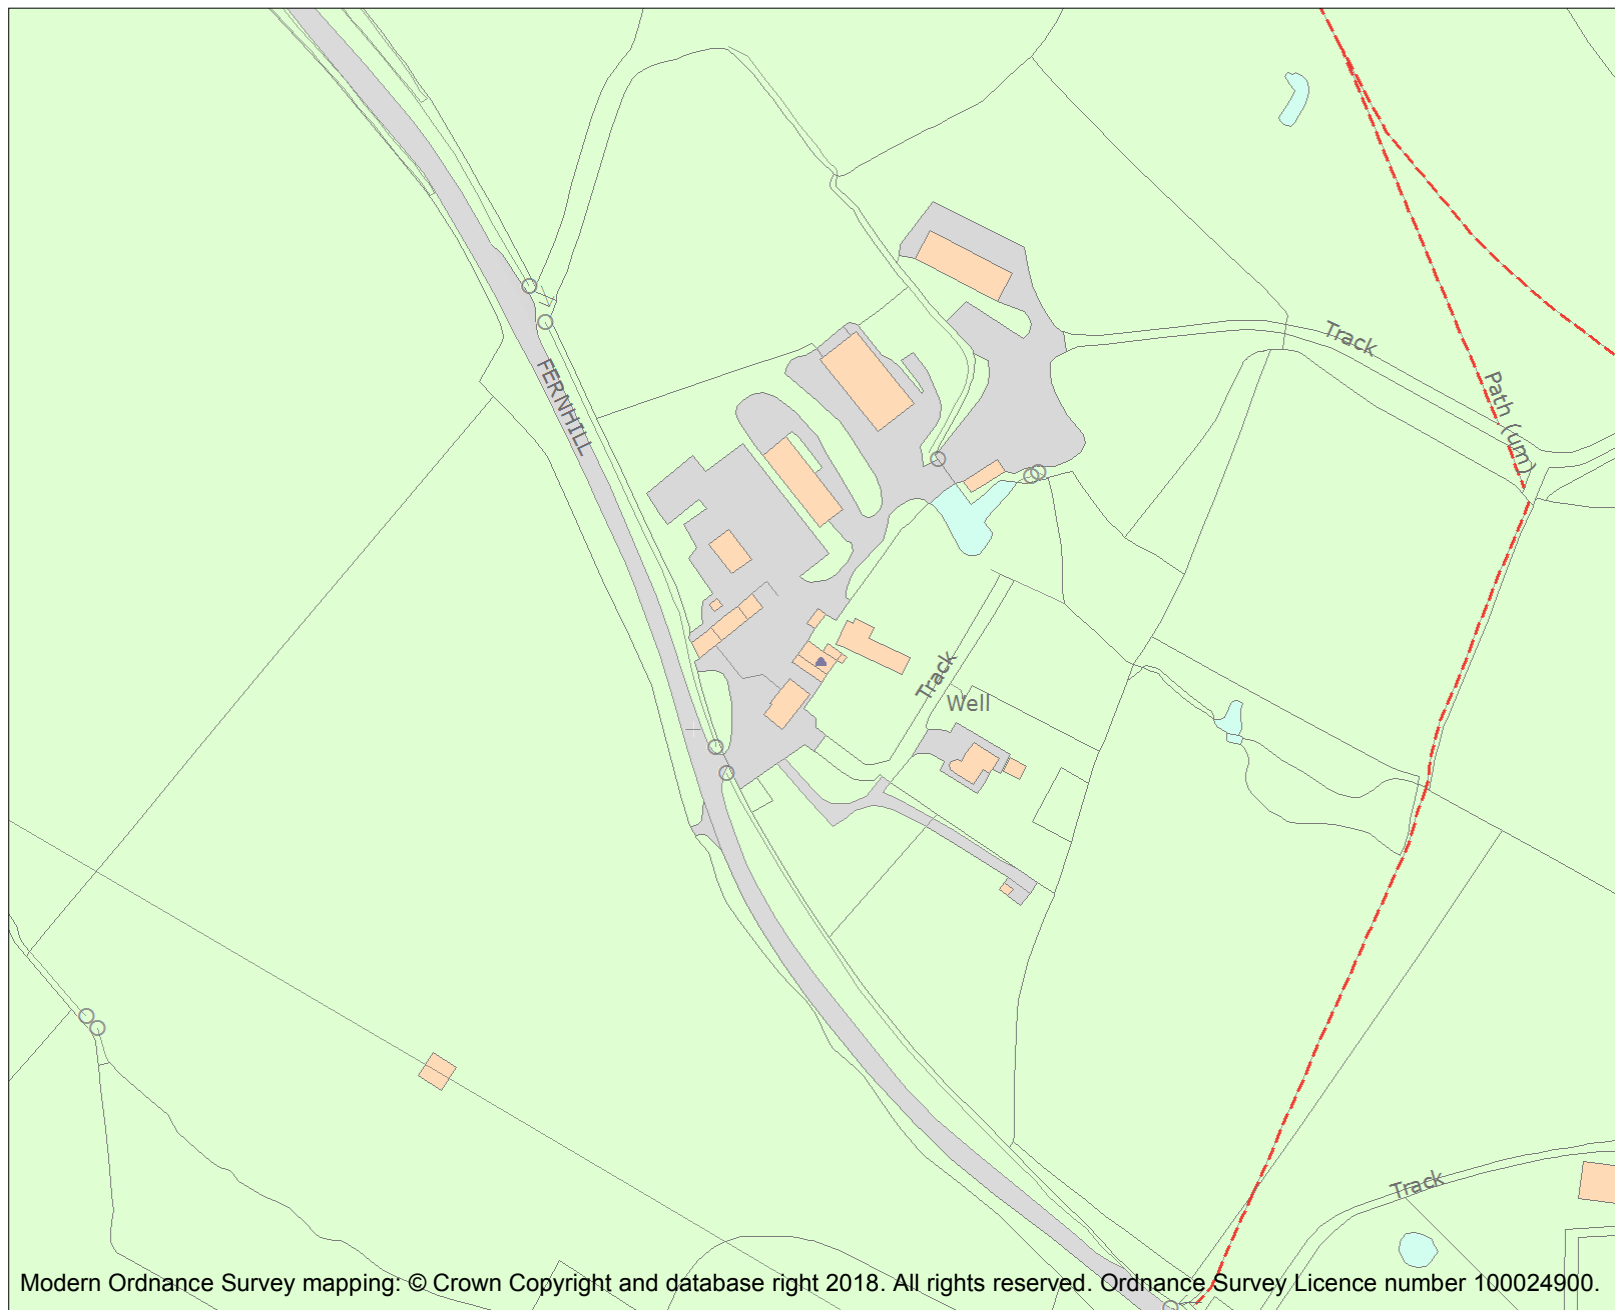 Track
FERNHILL
Path (um)
Track
Well
Track
Modern Ordnance Survey mapping: © Crown Copyright and database right 2018. All rights reserved. Ordnance Survey Licence number 100024900.